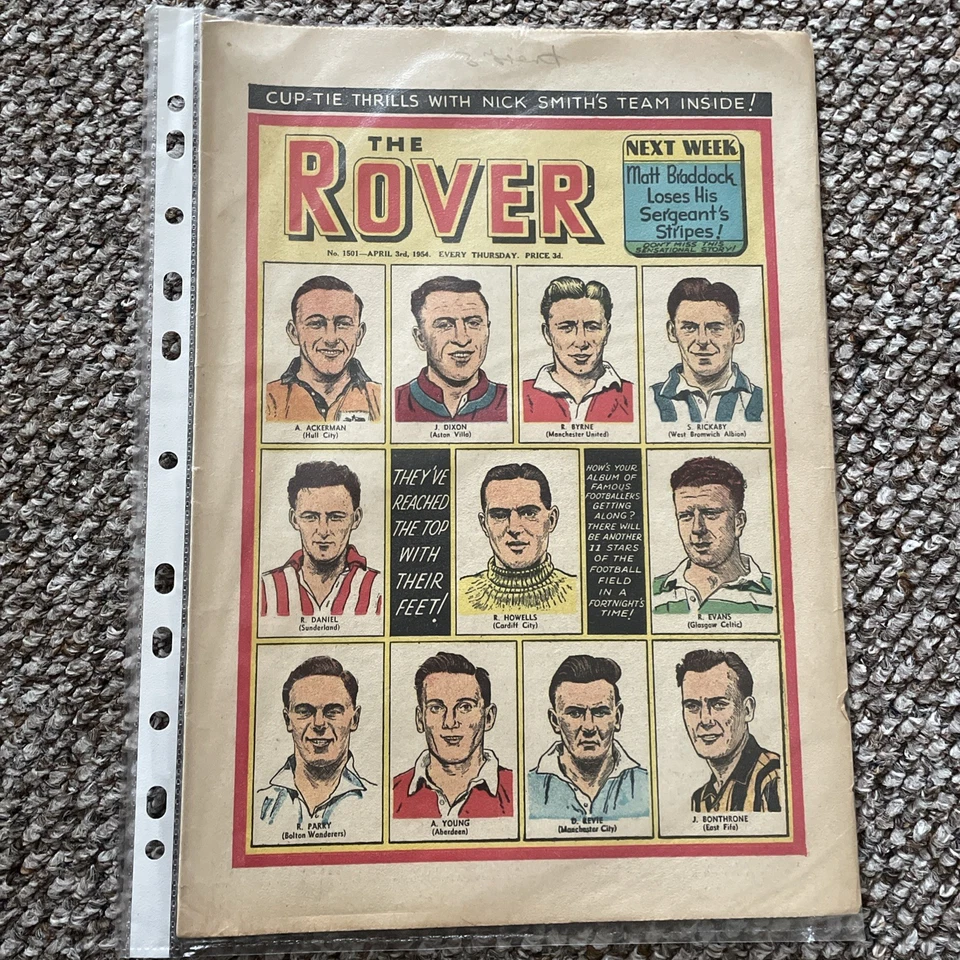 CUP-TIE THRILLS WITH NICK SMITH'S TEAM INSIDE!
THE
ROVER
NEXT WEEK
Matt Braddock
Loses His
Sergeant's
Stripes!
DON'T MISS THIS
SENSATIONAL STORY!
No. 1501—APRIL 3rd, 1954. EVERY THURSDAY. PRICE 3d.
A. ACKERMAN
(Hull City)
J. DIXON
(Aston Villa)
R. BYRNE
(Manchester United)
S. RICKABY
(West Bromwich Albion)
R. DANIEL
(Sunderland)
THEY'VE
REACHED
THE TOP
WITH
THEIR
FEET!
R. HOWELLS
(Cardiff City)
HOW'S YOUR
ALBUM OF
FAMOUS
FOOTBALLERS
GETTING
ALONG?
THERE WILL
BE ANOTHER
11 STARS
OF THE
FOOTBALL
FIELD
IN A
FORTNIGHT'S
TIME!
R. EVANS
(Glasgow Celtic)
R. PARRY
(Bolton Wanderers)
A. YOUNG
(Aberdeen)
D. REVIE
(Manchester City)
J. BONTHRONE
(East Fife)